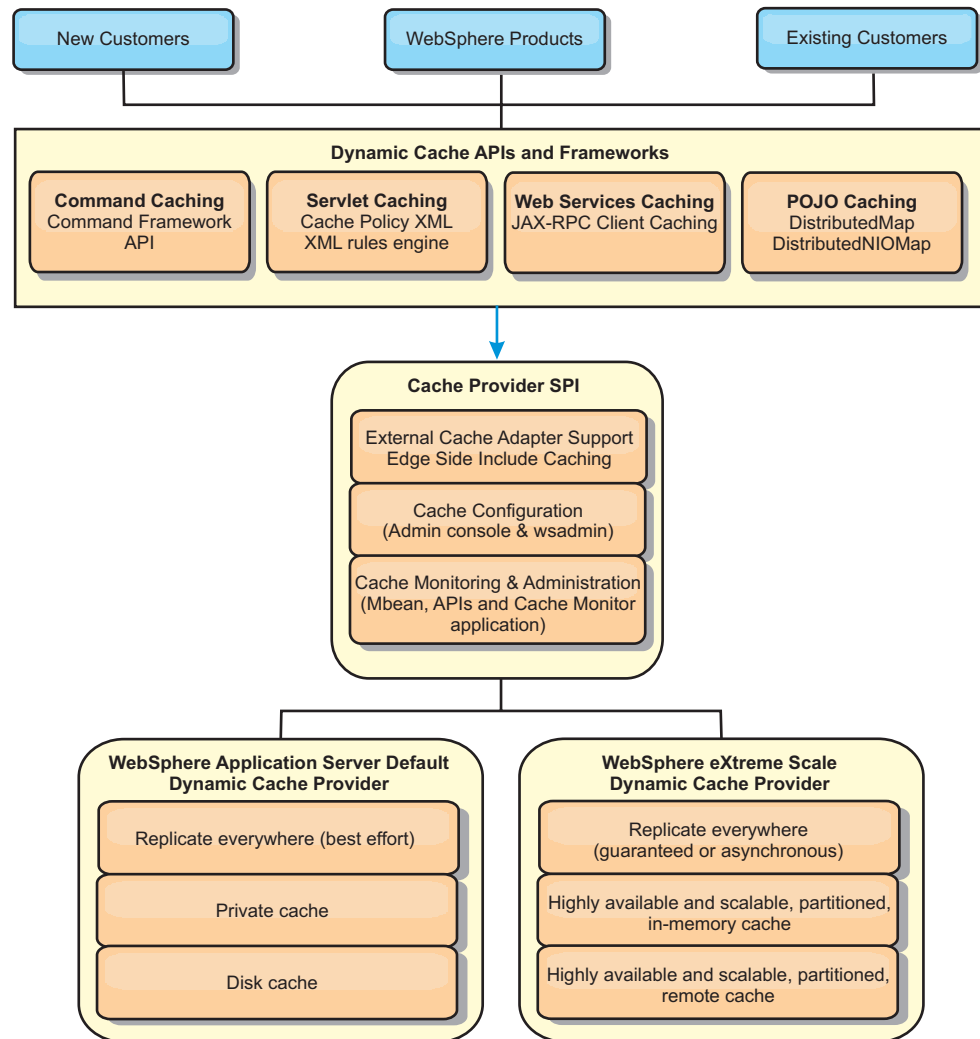 New Customers
WebSphere Products
Existing Customers
Dynamic Cache APIs and Frameworks
Command Caching
Command Framework
API
Servlet Caching
Cache Policy XML
XML rules engine
Web Services Caching
JAX-RPC Client Caching
POJO Caching
DistributedMap
DistributedNIOMap
Cache Provider SPI
External Cache Adapter Support
Edge Side Include Caching
Cache Configuration
(Admin console & wsadmin)
Cache Monitoring & Administration
(Mbean, APIs and Cache Monitor
application)
WebSphere Application Server Default
Dynamic Cache Provider
Replicate everywhere (best effort)
Private cache
Disk cache
WebSphere eXtreme Scale
Dynamic Cache Provider
Replicate everywhere
(guaranteed or asynchronous)
Highly available and scalable, partitioned,
in-memory cache
Highly available and scalable, partitioned,
remote cache